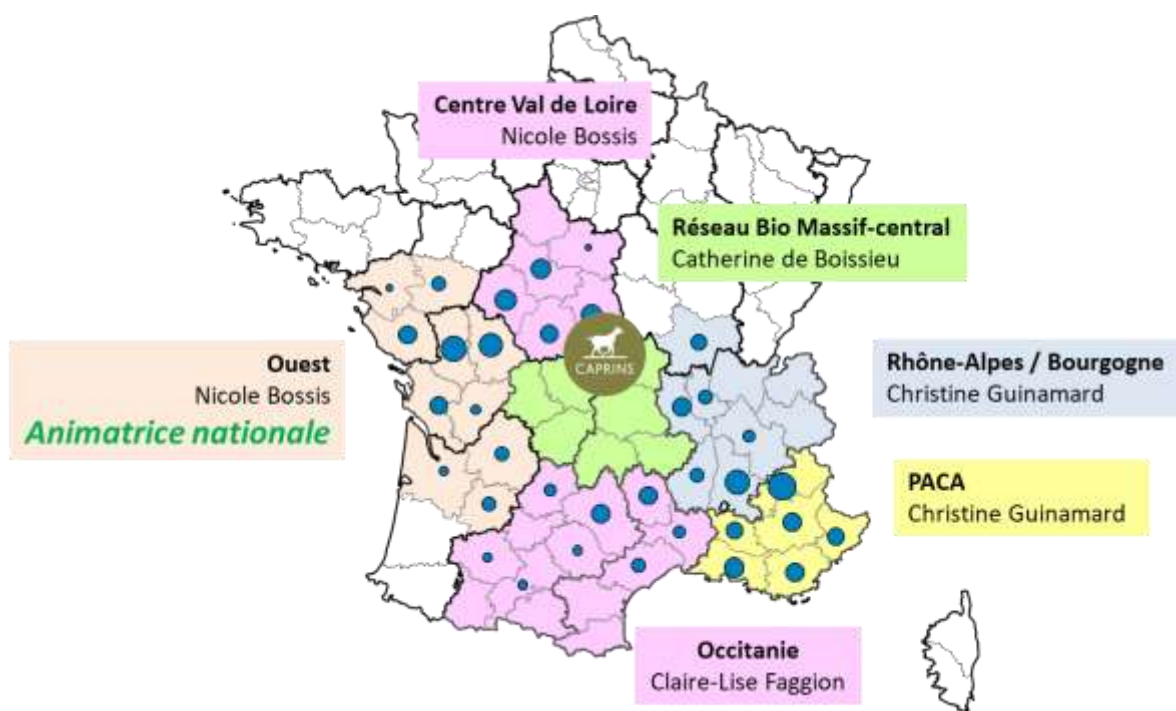 Centre Val de Loire
Nicole Bossis
Réseau Bio Massif-central
Catherine de Boissieu
CAPRINS
Ouest
Nicole Bossis
Animatrice nationale
Rhône-Alpes / Bourgogne
Christine Guinamard
PACA
Christine Guinamard
Occitanie
Claire-Lise Faggion